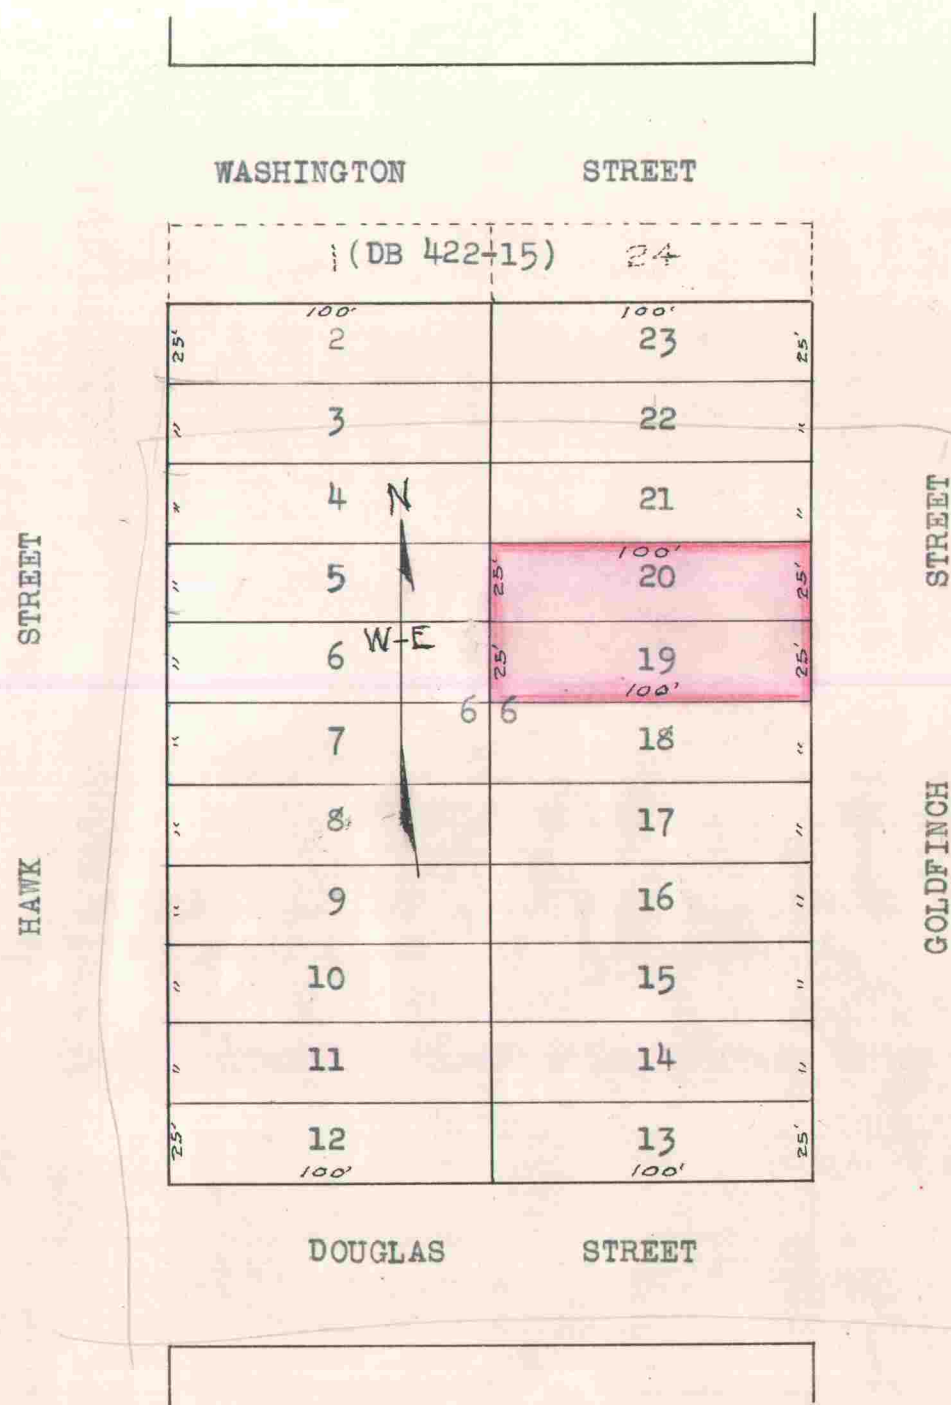 WASHINGTON STREET
1 (DB 422-15) 24
100' 100'
25' 2 23 25'
" 3 22 "
" 4 N 21 "
100'
" 5 25' 20 25'
" 6 W-E 25' 19 25'
100'
6 6
" 7 18 "
" 8 17 "
" 9 16 "
" 10 15 "
" 11 14 "
25' 12 13 25'
100' 100'
DOUGLAS STREET
HAWK STREET
GOLDFINCH STREET